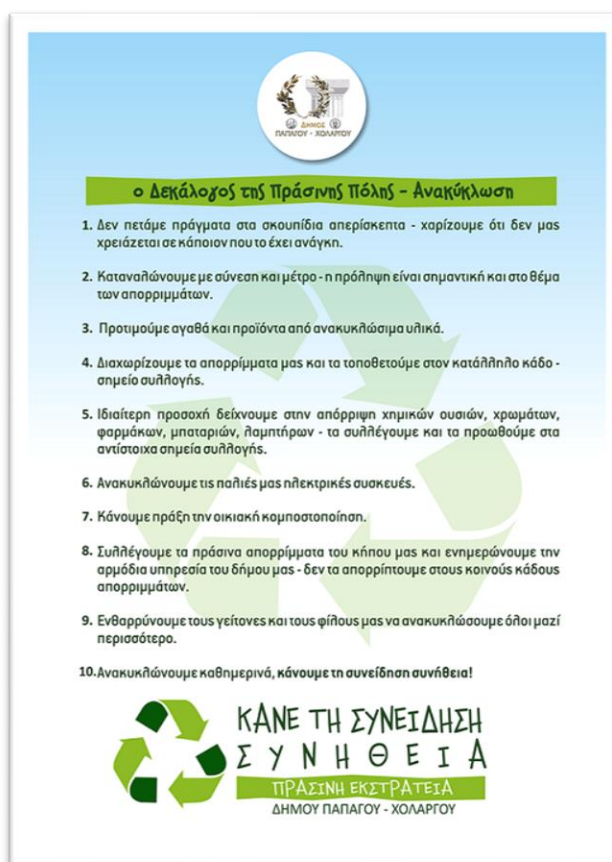 ΔΗΜΟΣ
ΠΑΠΑΓΟΥ - ΧΟΛΑΡΓΟΥ
ο Δεκάλογος της Πράσινης Πόλης - Ανακύκλωση
1. Δεν πετάμε πράγματα στα σκουπίδια απερίσκεπτα - χαρίζουμε ότι δεν μας
χρειάζεται σε κάποιον που το έχει ανάγκη.
2. Καταναλώνουμε με σύνεση και μέτρο - η πρόληψη είναι σημαντική και στο θέμα
των απορριμμάτων.
3. Προτιμούμε αγαθά και προϊόντα από ανακυκλώσιμα υλικά.
4. Διαχωρίζουμε τα απορρίμματα μας και τα τοποθετούμε στον κατάλληλο κάδο -
σημείο συλλογής.
5. Ιδιαίτερη προσοχή δείχνουμε στην απόρριψη χημικών ουσιών, χρωμάτων,
φαρμάκων, μπαταριών, λαμπτήρων - τα συλλέγουμε και τα προωθούμε στα
αντίστοιχα σημεία συλλογής.
6. Ανακυκλώνουμε τις παλιές μας ηλεκτρικές συσκευές.
7. Κάνουμε πράξη την οικιακή κομποστοποίηση.
8. Συλλέγουμε τα πράσινα απορρίμματα του κήπου μας και ενημερώνουμε την
αρμόδια υπηρεσία του δήμου μας - δεν τα απορρίπτουμε στους κοινούς κάδους
απορριμμάτων.
9. Ενθαρρύνουμε τους γείτονες και τους φίλους μας να ανακυκλώσουμε όλοι μαζί
περισσότερο.
10. Ανακυκλώνουμε καθημερινά, κάνουμε τη συνείδηση συνήθεια!
ΚΑΝΕ ΤΗ ΣΥΝΕΙΔΗΣΗ
ΣΥΝΗΘΕΙΑ
ΠΡΑΣΙΝΗ ΕΚΣΤΡΑΤΕΙΑ
ΔΗΜΟΥ ΠΑΠΑΓΟΥ - ΧΟΛΑΡΓΟΥ